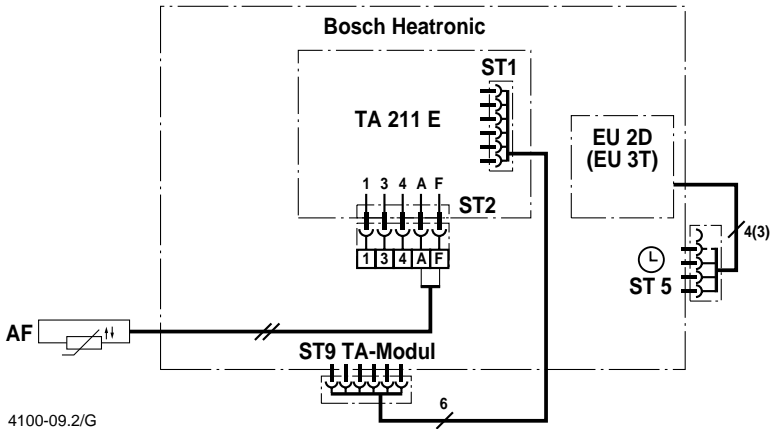 Bosch Heatronic
ST1
TA 211 E
EU 2D
(EU 3T)
1 3 4 A F
ST2
4(3)
1 3 4 A F
ST 5
AF
ST9 TA-Modul
6
4100-09.2/G